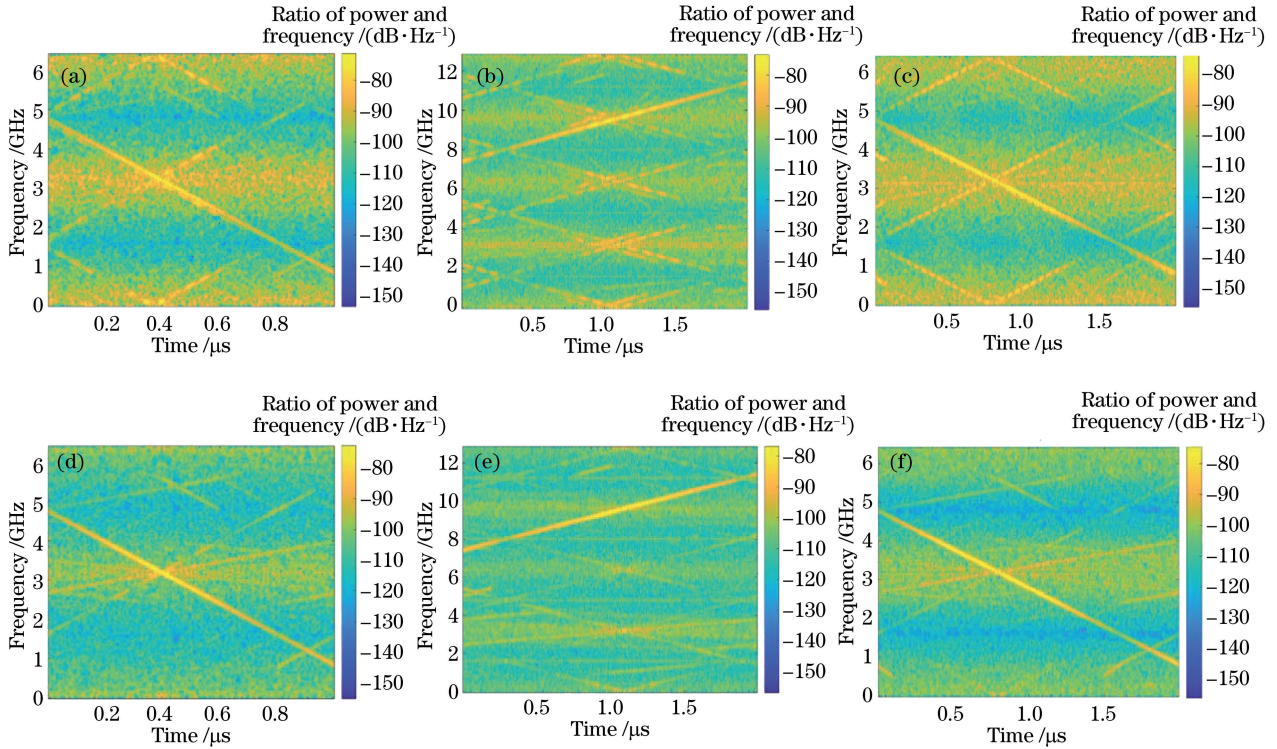 Ratio of power and
frequency /(dB·Hz⁻¹)
(a)
6
5
4
3
2
1
0
Frequency /GHz
0.2 0.4 0.6 0.8
Time /μs
−80
−90
−100
−110
−120
−130
−140
−150
Ratio of power and
frequency /(dB·Hz⁻¹)
(b)
12
10
8
6
4
2
0
Frequency /GHz
0.5 1.0 1.5
Time /μs
−80
−90
−100
−110
−120
−130
−140
−150
Ratio of power and
frequency /(dB·Hz⁻¹)
(c)
6
5
4
3
2
1
0
Frequency /GHz
0.5 1.0 1.5
Time /μs
−80
−90
−100
−110
−120
−130
−140
−150
Ratio of power and
frequency /(dB·Hz⁻¹)
(d)
6
5
4
3
2
1
0
Frequency /GHz
0.2 0.4 0.6 0.8
Time /μs
−80
−90
−100
−110
−120
−130
−140
−150
Ratio of power and
frequency /(dB·Hz⁻¹)
(e)
12
10
8
6
4
2
0
Frequency /GHz
0.5 1.0 1.5
Time /μs
−80
−90
−100
−110
−120
−130
−140
−150
Ratio of power and
frequency /(dB·Hz⁻¹)
(f)
6
5
4
3
2
1
0
Frequency /GHz
0.5 1.0 1.5
Time /μs
−80
−90
−100
−110
−120
−130
−140
−150